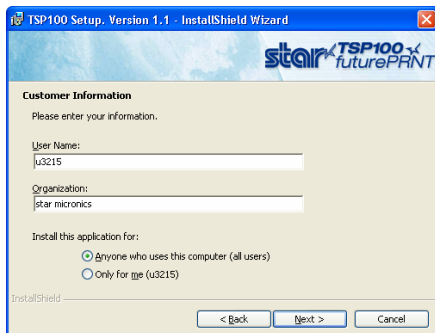 TSP100 Setup. Version 1.1 - InstallShield Wizard
star TSP100
futurePRNT
Customer Information
Please enter your information.
User Name:
u3215
Organization:
star micronics
Install this application for:
Anyone who uses this computer (all users)
Only for me (u3215)
InstallShield
< Back Next > Cancel